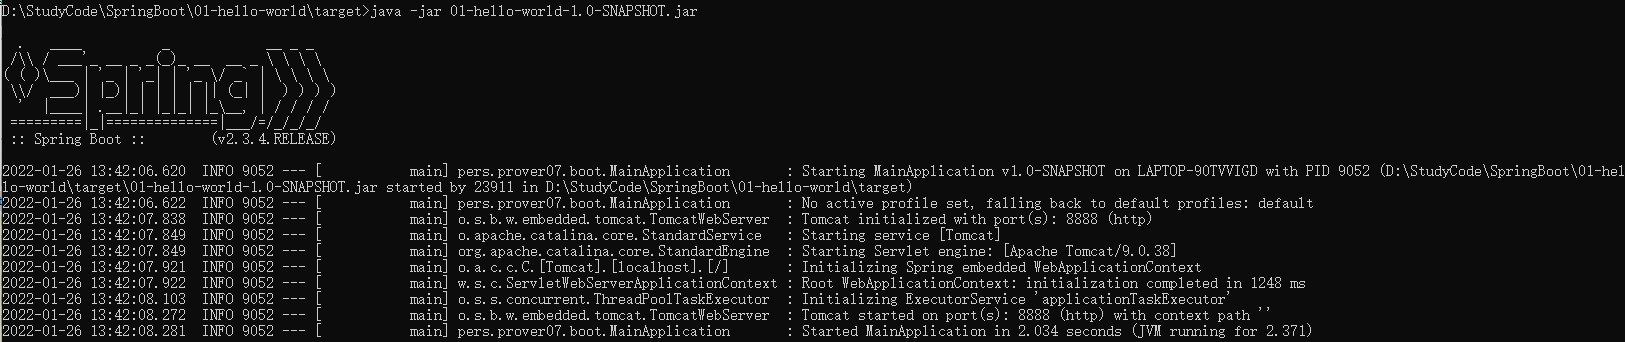 D:\StudyCode\SpringBoot\01-hello-world\target>java -jar 01-hello-world-1.0-SNAPSHOT.jar
  .   ____          _            __ _ _
 /\\ / ___'_ __ _ _(_)_ __  __ _ \ \ \ \
( ( )\___ | '_ | '_| | '_ \/ _` | \ \ \ \
 \\/  ___)| |_)| | | | | || (_| |  ) ) ) )
  '  |____| .__|_| |_|_| |_\__, | / / / /
 =========|_|==============|___/=/_/_/_/
 :: Spring Boot ::        (v2.3.4.RELEASE)
2022-01-26 13:42:06.620  INFO 9052 --- [           main] pers.prover07.boot.MainApplication       : Starting MainApplication v1.0-SNAPSHOT on LAPTOP-90TVVIGD with PID 9052 (D:\StudyCode\SpringBoot\01-hel
lo-world\target\01-hello-world-1.0-SNAPSHOT.jar started by 23911 in D:\StudyCode\SpringBoot\01-hello-world\target)
2022-01-26 13:42:06.622  INFO 9052 --- [           main] pers.prover07.boot.MainApplication       : No active profile set, falling back to default profiles: default
2022-01-26 13:42:07.838  INFO 9052 --- [           main] o.s.b.w.embedded.tomcat.TomcatWebServer  : Tomcat initialized with port(s): 8888 (http)
2022-01-26 13:42:07.849  INFO 9052 --- [           main] o.apache.catalina.core.StandardService   : Starting service [Tomcat]
2022-01-26 13:42:07.849  INFO 9052 --- [           main] org.apache.catalina.core.StandardEngine  : Starting Servlet engine: [Apache Tomcat/9.0.38]
2022-01-26 13:42:07.921  INFO 9052 --- [           main] o.a.c.c.C.[Tomcat].[localhost].[/]       : Initializing Spring embedded WebApplicationContext
2022-01-26 13:42:07.922  INFO 9052 --- [           main] w.s.c.ServletWebServerApplicationContext : Root WebApplicationContext: initialization completed in 1248 ms
2022-01-26 13:42:08.103  INFO 9052 --- [           main] o.s.s.concurrent.ThreadPoolTaskExecutor  : Initializing ExecutorService 'applicationTaskExecutor'
2022-01-26 13:42:08.272  INFO 9052 --- [           main] o.s.b.w.embedded.tomcat.TomcatWebServer  : Tomcat started on port(s): 8888 (http) with context path ''
2022-01-26 13:42:08.281  INFO 9052 --- [           main] pers.prover07.boot.MainApplication       : Started MainApplication in 2.034 seconds (JVM running for 2.371)